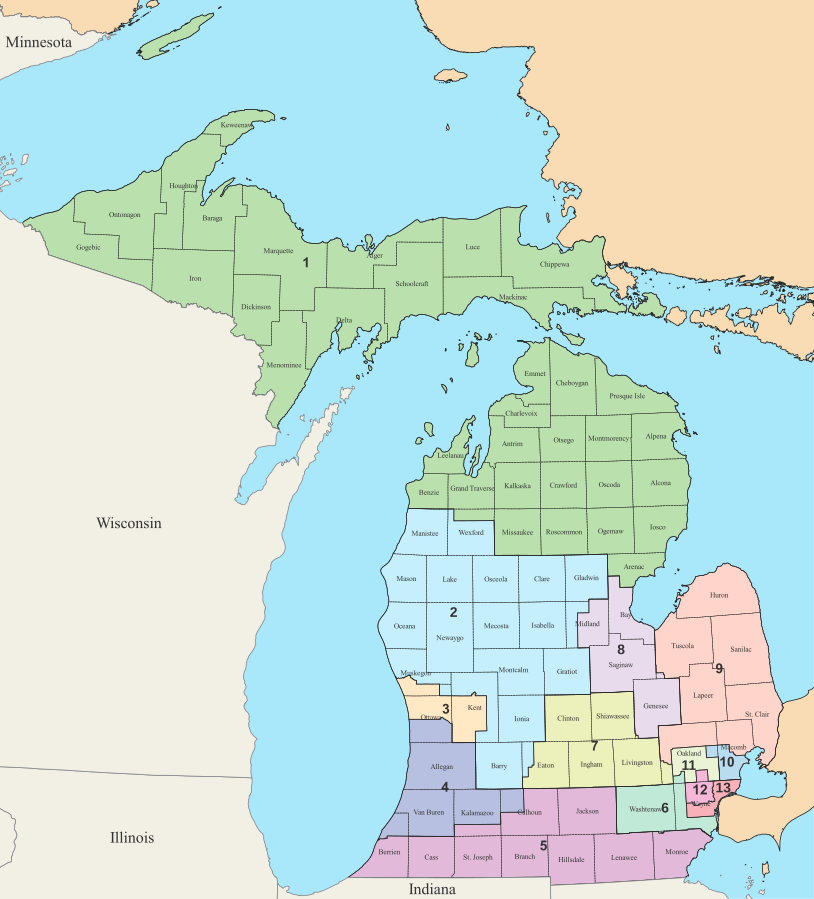 Minnesota
Keweenaw
Houghton
Ontonagon
Baraga
Gogebic
Marquette
1
Alger
Luce
Chippewa
Iron
Schoolcraft
Mackinac
Dickinson
Delta
Menominee
Emmet
Cheboygan
Presque Isle
Charlevoix
Antrim
Otsego
Montmorency
Alpena
Leelanau
Benzie
Grand Traverse
Kalkaska
Crawford
Oscoda
Alcona
Wisconsin
Manistee
Wexford
Missaukee
Roscommon
Ogemaw
Iosco
Arenac
Mason
Lake
Osceola
Clare
Gladwin
Huron
2
Oceana
Newaygo
Mecosta
Isabella
Midland
Bay
8
Saginaw
Tuscola
Sanilac
9
Muskegon
Montcalm
Gratiot
Lapeer
3
Kent
Ottawa
Ionia
Clinton
Shiawassee
Genesee
St. Clair
7
Macomb
Oakland
11
10
Allegan
Barry
Eaton
Ingham
Livingston
4
12
13
Van Buren
Kalamazoo
Calhoun
Jackson
Washtenaw
6
Wayne
Illinois
5
Berrien
Cass
St. Joseph
Branch
Hillsdale
Lenawee
Monroe
Indiana